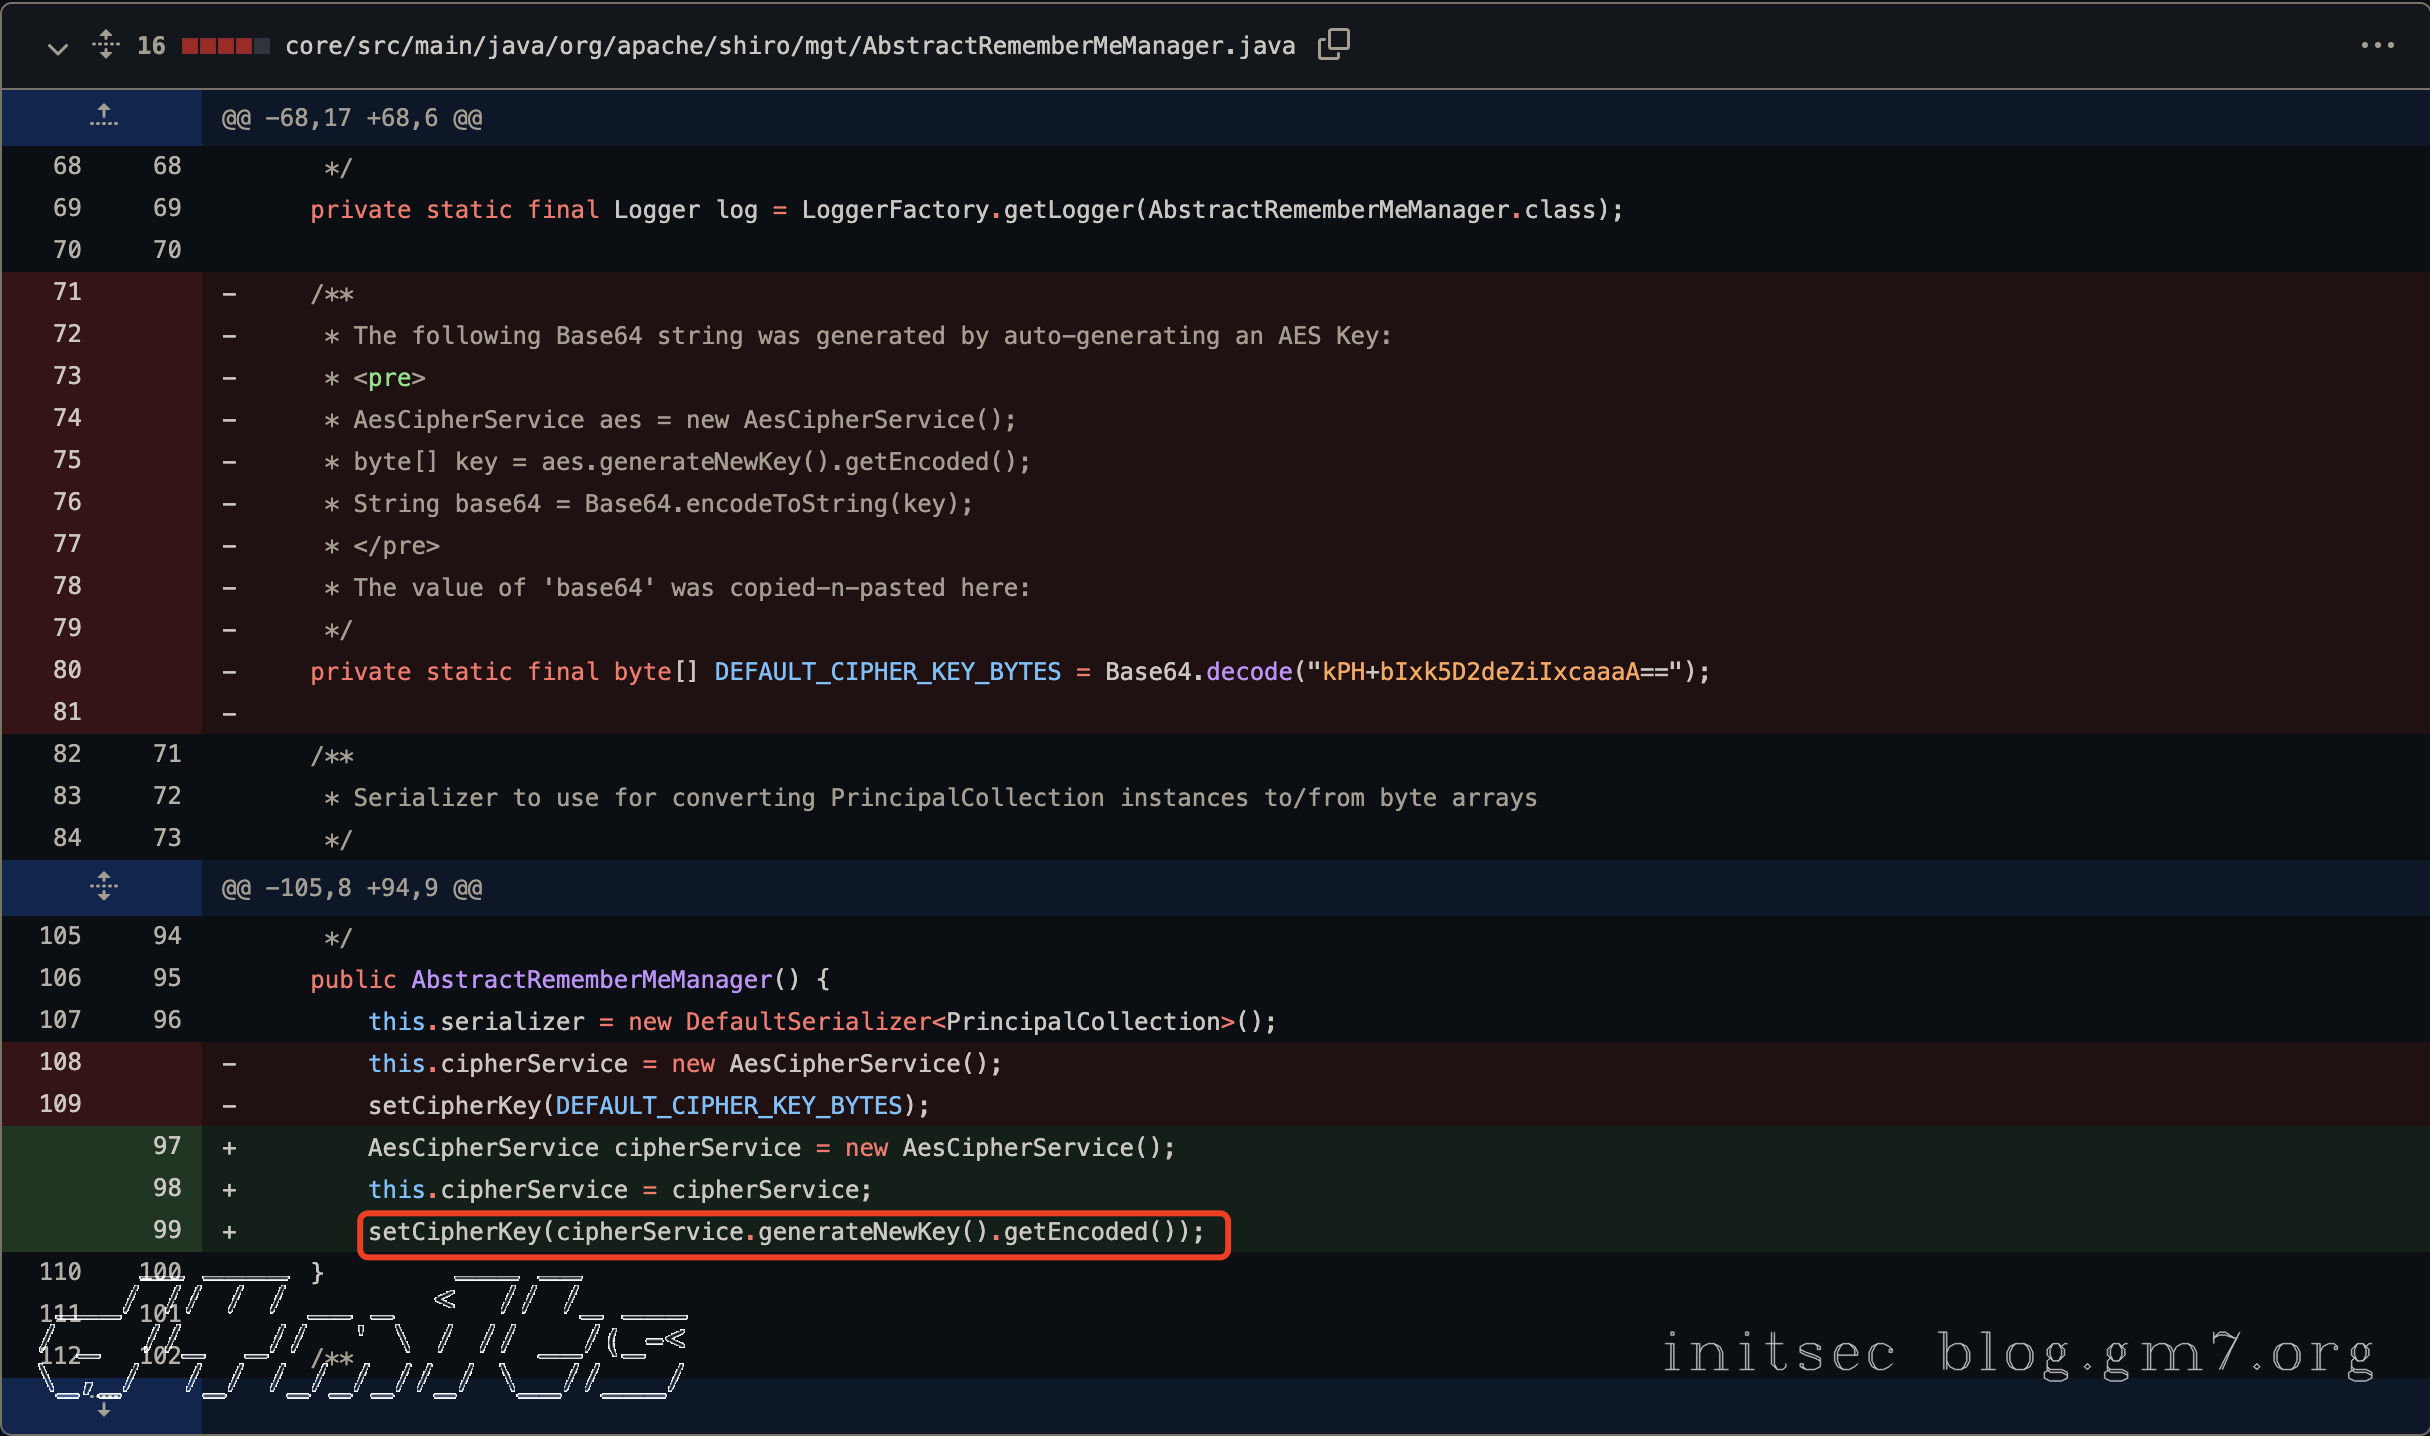 16 core/src/main/java/org/apache/shiro/mgt/AbstractRememberMeManager.java
@@ -68,17 +68,6 @@
68 68 */
69 69 private static final Logger log = LoggerFactory.getLogger(AbstractRememberMeManager.class);
70 70
71 - /**
72 - * The following Base64 string was generated by auto-generating an AES Key:
73 - * <pre>
74 - * AesCipherService aes = new AesCipherService();
75 - * byte[] key = aes.generateNewKey().getEncoded();
76 - * String base64 = Base64.encodeToString(key);
77 - * </pre>
78 - * The value of 'base64' was copied-n-pasted here:
79 - */
80 - private static final byte[] DEFAULT_CIPHER_KEY_BYTES = Base64.decode("kPH+bIxk5D2deZiIxcaaaA==");
81 -
82 71 /**
83 72 * Serializer to use for converting PrincipalCollection instances to/from byte arrays
84 73 */
@@ -105,8 +94,9 @@
105 94 */
106 95 public AbstractRememberMeManager() {
107 96 this.serializer = new DefaultSerializer<PrincipalCollection>();
108 - this.cipherService = new AesCipherService();
109 - setCipherKey(DEFAULT_CIPHER_KEY_BYTES);
97 + AesCipherService cipherService = new AesCipherService();
98 + this.cipherService = cipherService;
99 + setCipherKey(cipherService.generateNewKey().getEncoded());
110 100 }
111 101
112 102 /**
initsec blog.gm7.org